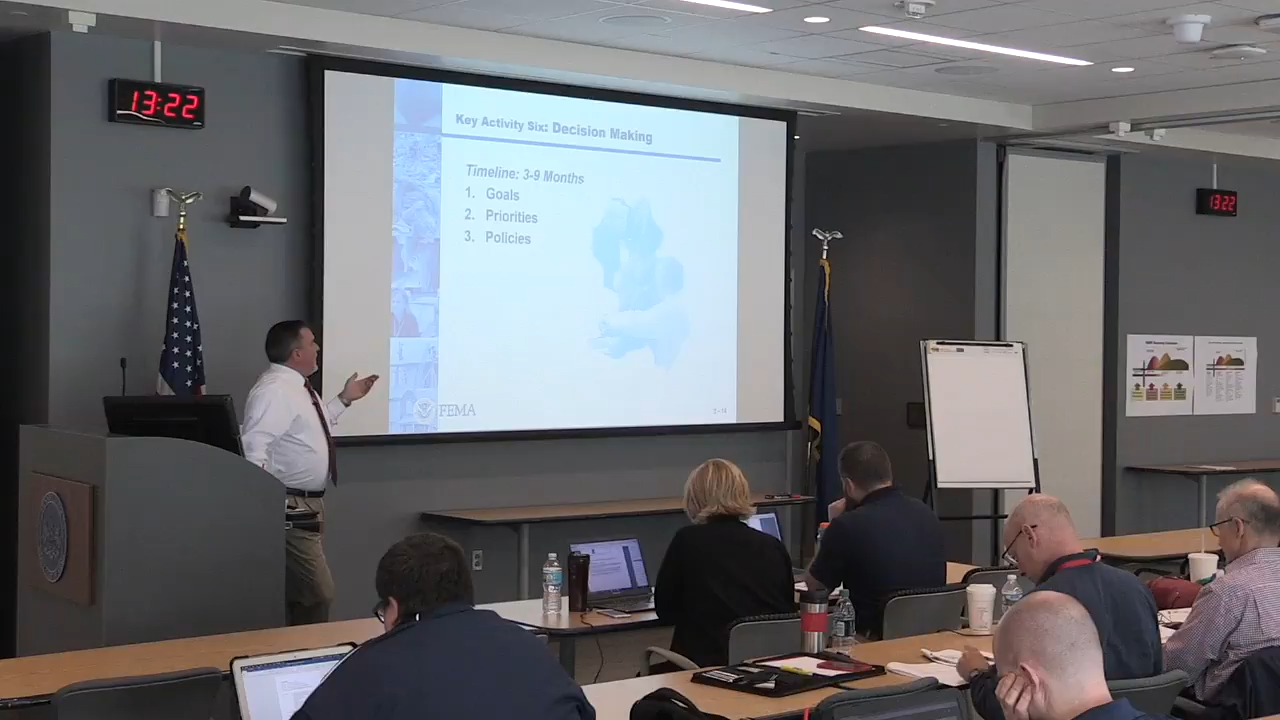 13:22
Key Activity Six: Decision Making
Timeline: 3-9 Months
1. Goals
2. Priorities
3. Policies
FEMA
13:22